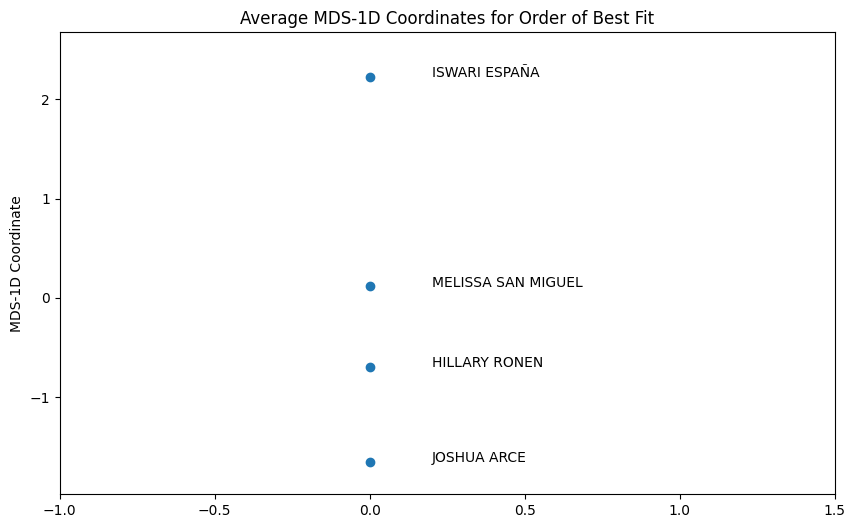 Average MDS-1D Coordinates for Order of Best Fit
MDS-1D Coordinate
2
1
0
−1
ISWARI ESPAÑA
MELISSA SAN MIGUEL
HILLARY RONEN
JOSHUA ARCE
−1.0 −0.5 0.0 0.5 1.0 1.5